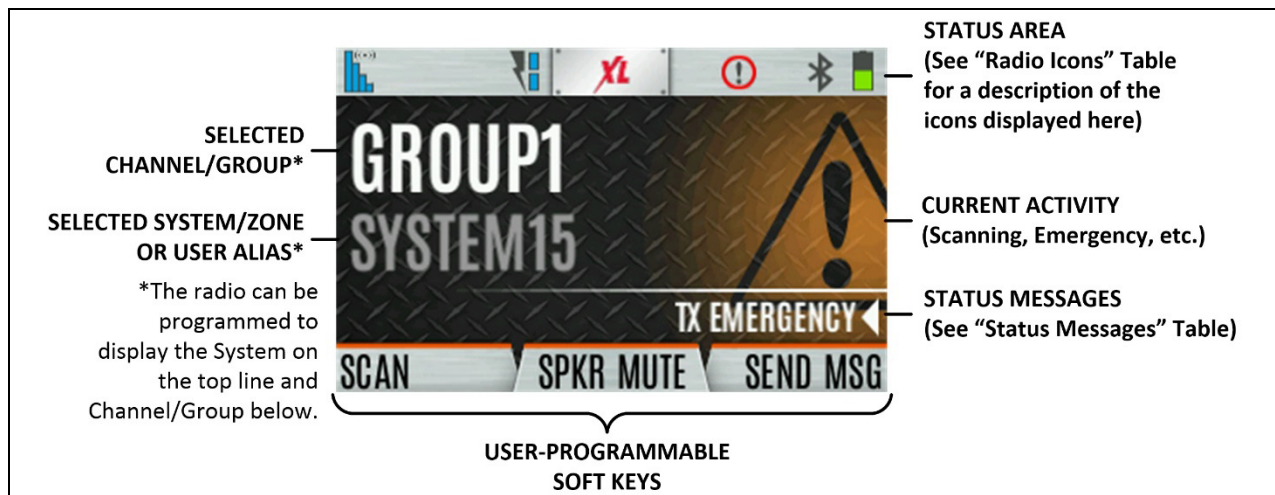 STATUS AREA
(See “Radio Icons” Table
for a description of the
icons displayed here)
XL
SELECTED
CHANNEL/GROUP*
GROUP1
SELECTED SYSTEM/ZONE
OR USER ALIAS*
SYSTEM15
CURRENT ACTIVITY
(Scanning, Emergency, etc.)
*The radio can be
programmed to
display the System on
the top line and
Channel/Group below.
TX EMERGENCY
STATUS MESSAGES
(See “Status Messages” Table)
SCAN SPKR MUTE SEND MSG
USER-PROGRAMMABLE
SOFT KEYS